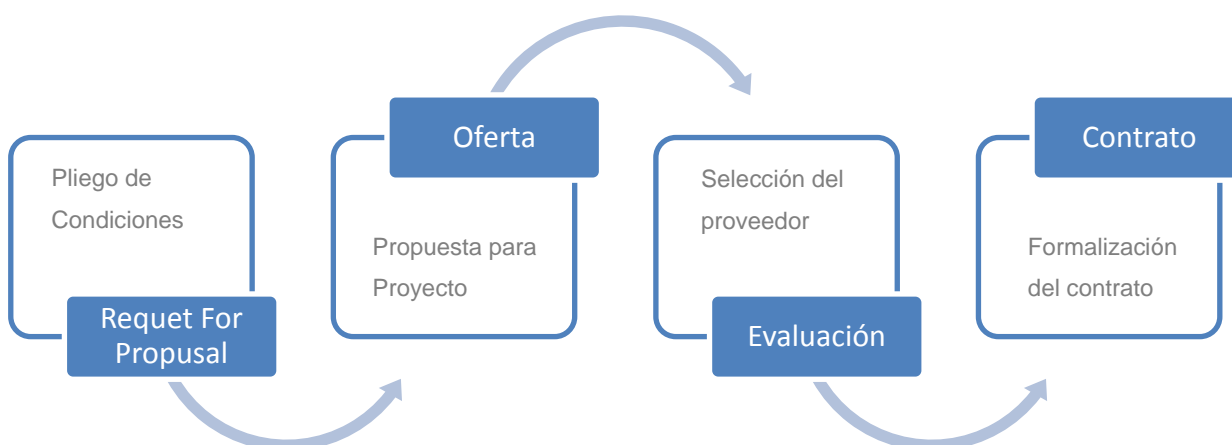 Pliego de
Condiciones
Requet For
Propusal
Oferta
Propuesta para
Proyecto
Selección del
proveedor
Evaluación
Contrato
Formalización
del contrato